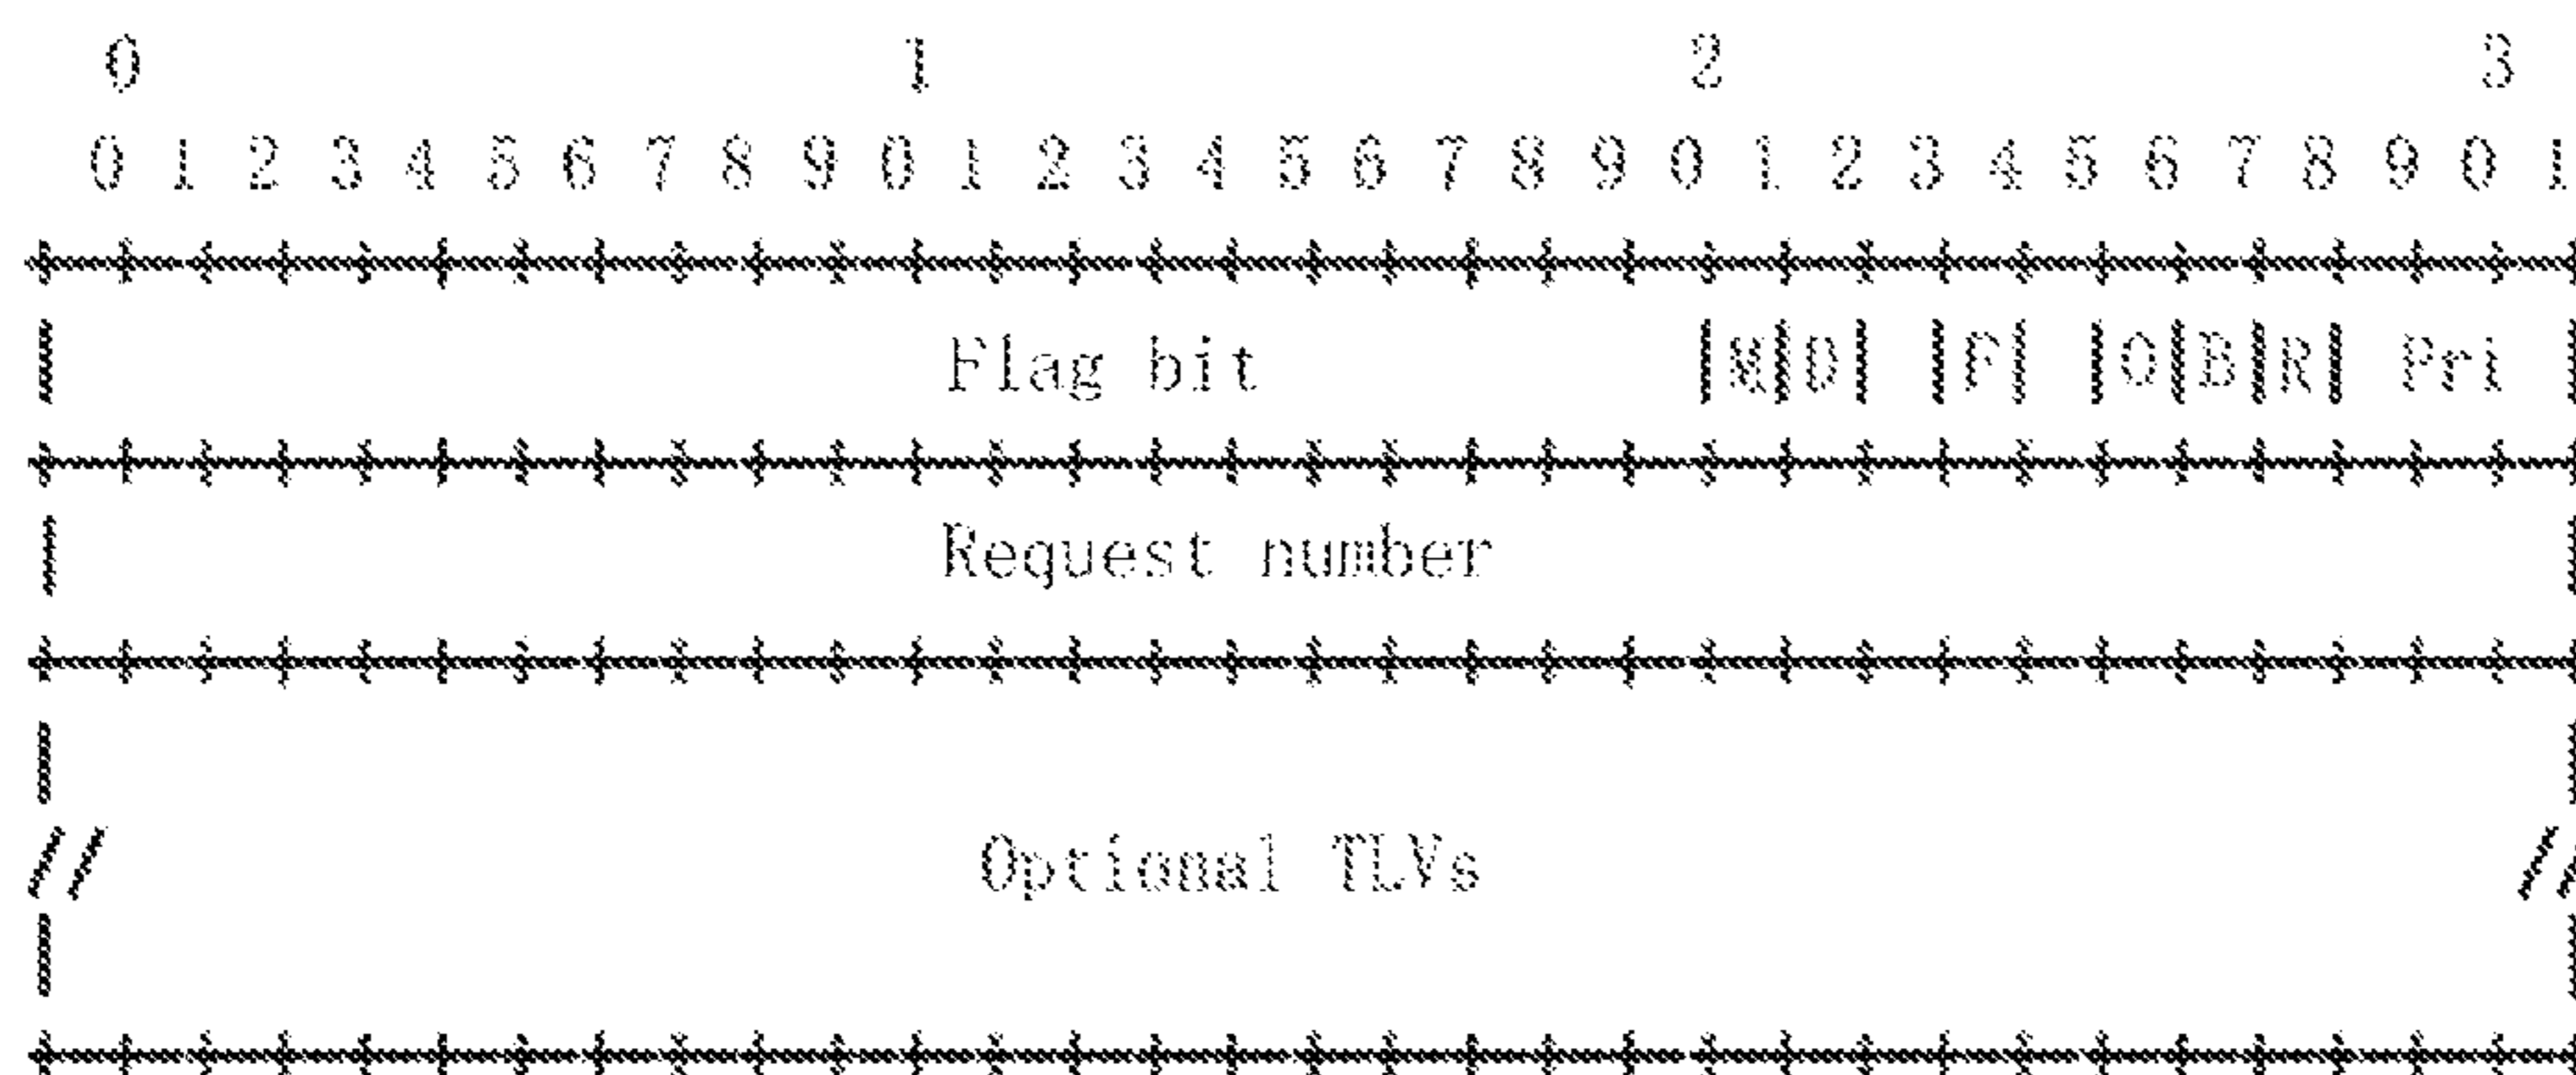 0 1 2 3
0 1 2 3 4 5 6 7 8 9 0 1 2 3 4 5 6 7 8 9 0 1 2 3 4 5 6 7 8 9 0 1
Flag bit |M|D| |F| |O|B|R| Pri
Request number
// Optional TLVs //